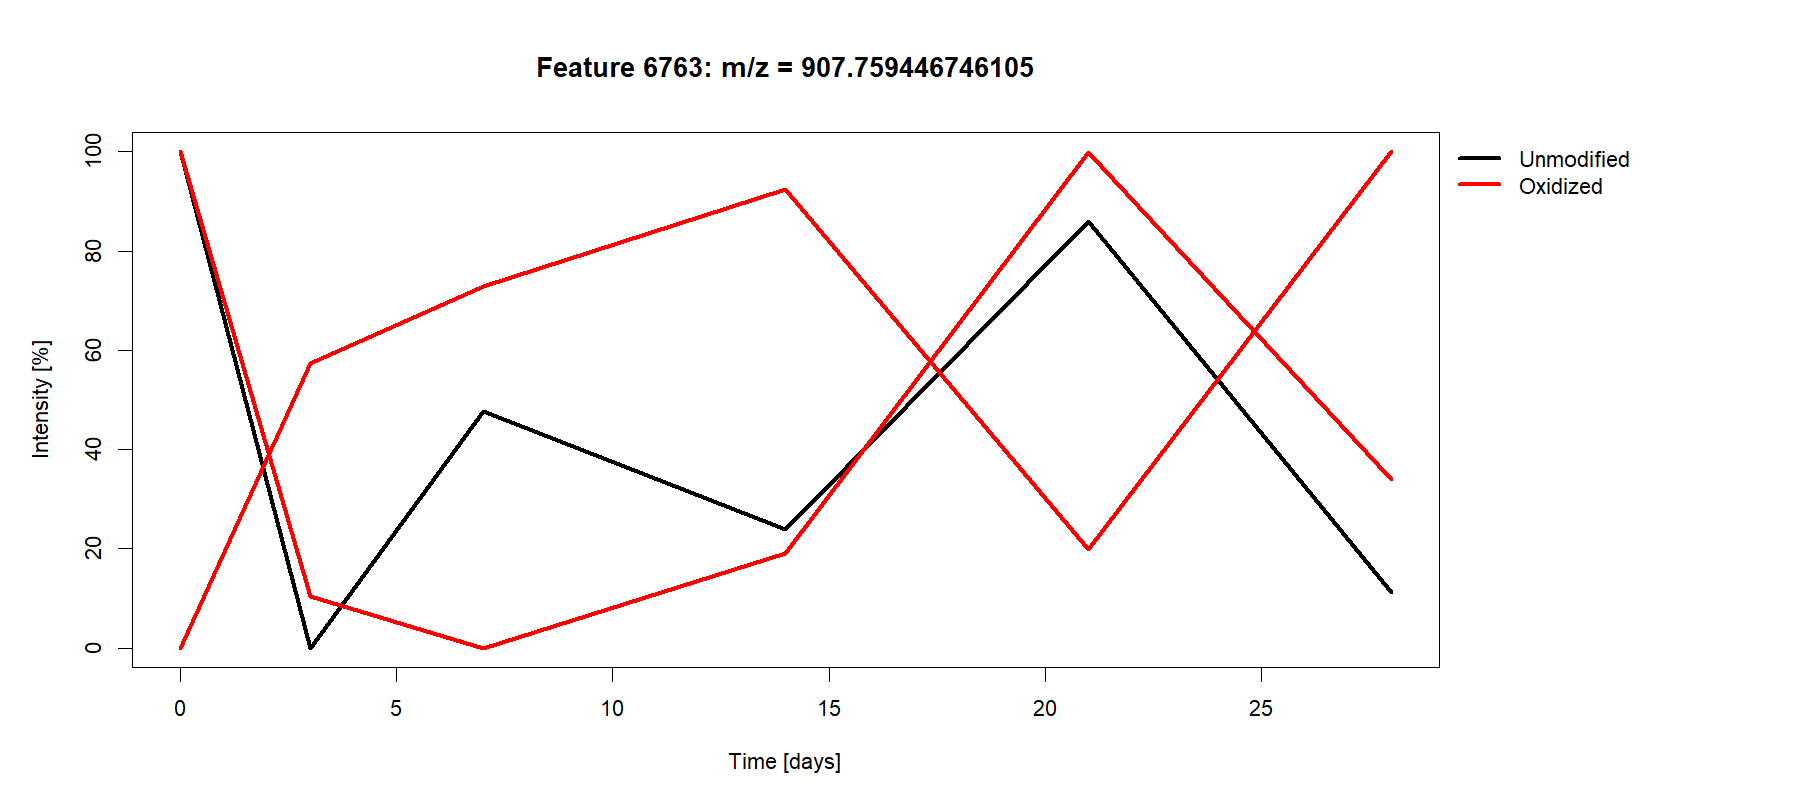 Feature 6763: m/z = 907.759446746105
Unmodified
Oxidized
Intensity [%]
100
80
60
40
20
0
0 5 10 15 20 25
Time [days]